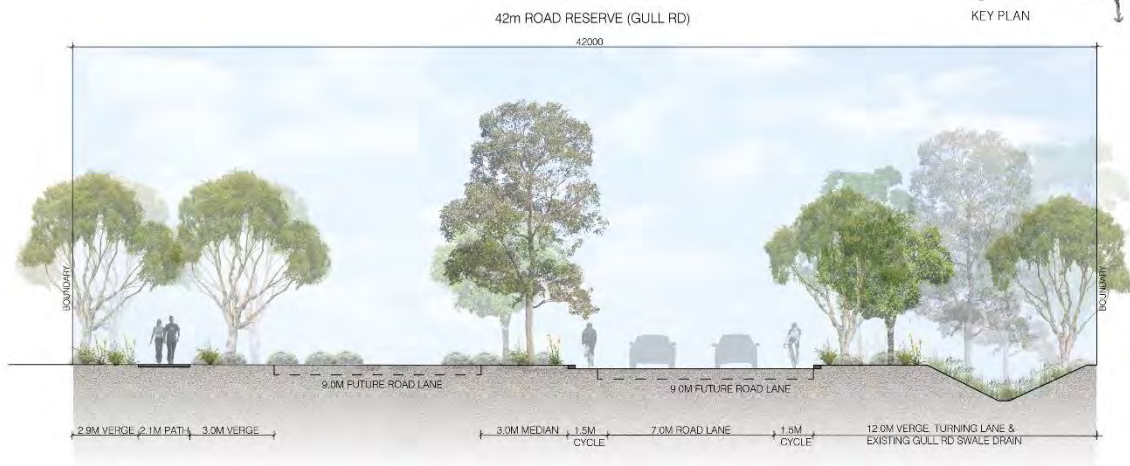 42m ROAD RESERVE (GULL RD)
KEY PLAN
42000
BOUNDARY
BOUNDARY
9.0M FUTURE ROAD LANE
9.0M FUTURE ROAD LANE
2.9M VERGE
2.1M PATH
3.0M VERGE
3.0M MEDIAN
1.5M
CYCLE
7.0M ROAD LANE
1.5M
CYCLE
12.0M VERGE, TURNING LANE &
EXISTING GULL RD SWALE DRAIN